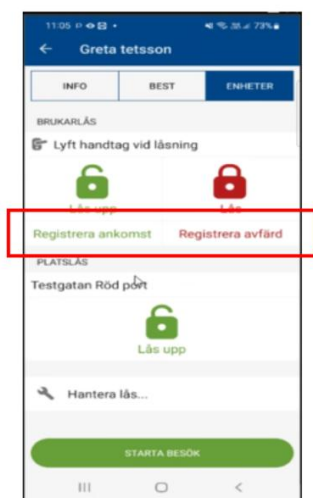 11:05
73%
Greta tetsson
INFO BEST ENHETER
BRUKARLÅS
Lyft handtag vid låsning
Lås upp Lås
Registrera ankomst Registrera avfärd
PLATSLÅS
Testgatan Röd port
Lås upp
Hantera lås...
STARTA BESÖK